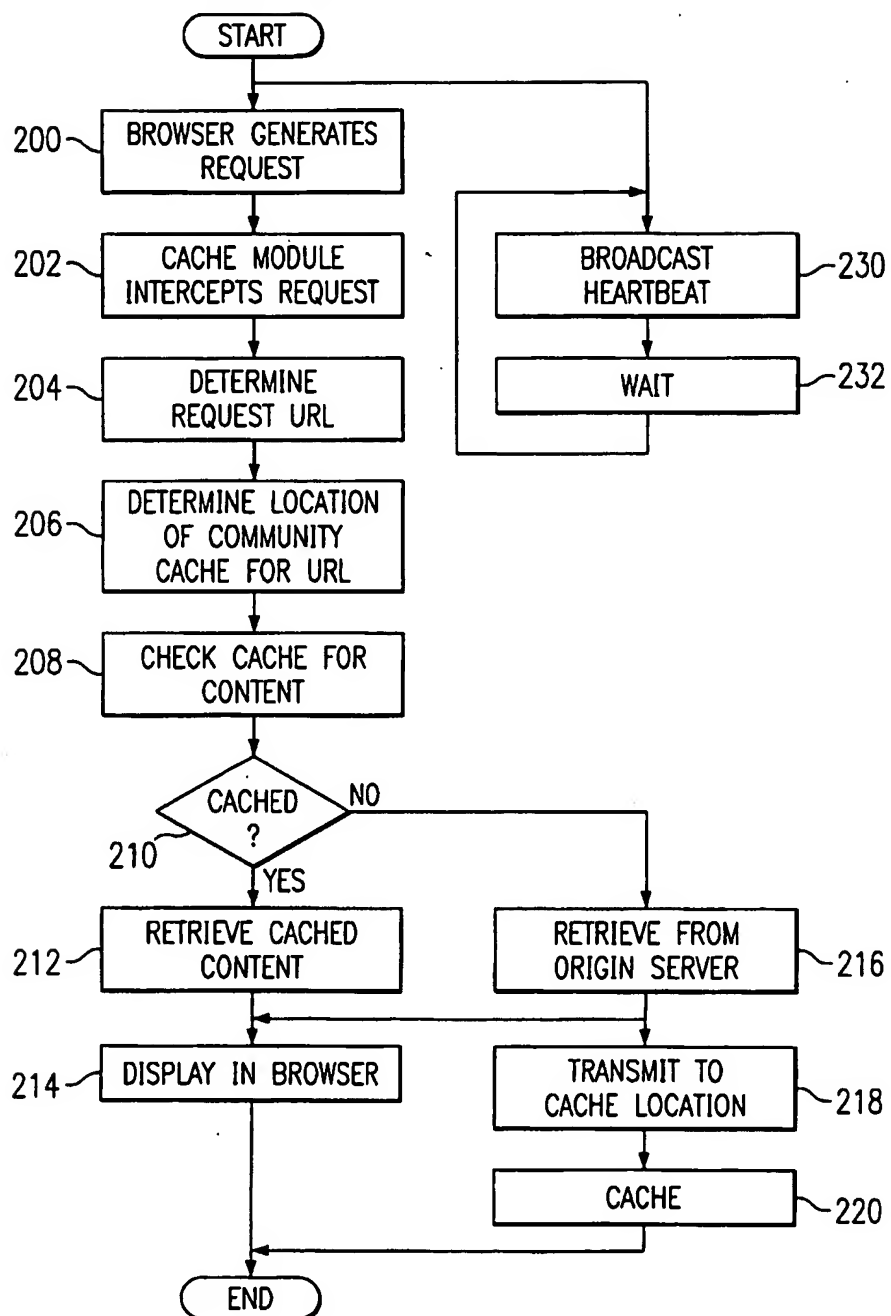 START
200
BROWSER GENERATES
REQUEST
202
CACHE MODULE
INTERCEPTS REQUEST
BROADCAST
HEARTBEAT
230
204
DETERMINE
REQUEST URL
WAIT
232
206
DETERMINE LOCATION
OF COMMUNITY
CACHE FOR URL
208
CHECK CACHE FOR
CONTENT
CACHED
?
NO
210
YES
212
RETRIEVE CACHED
CONTENT
RETRIEVE FROM
ORIGIN SERVER
216
214
DISPLAY IN BROWSER
TRANSMIT TO
CACHE LOCATION
218
CACHE
220
END